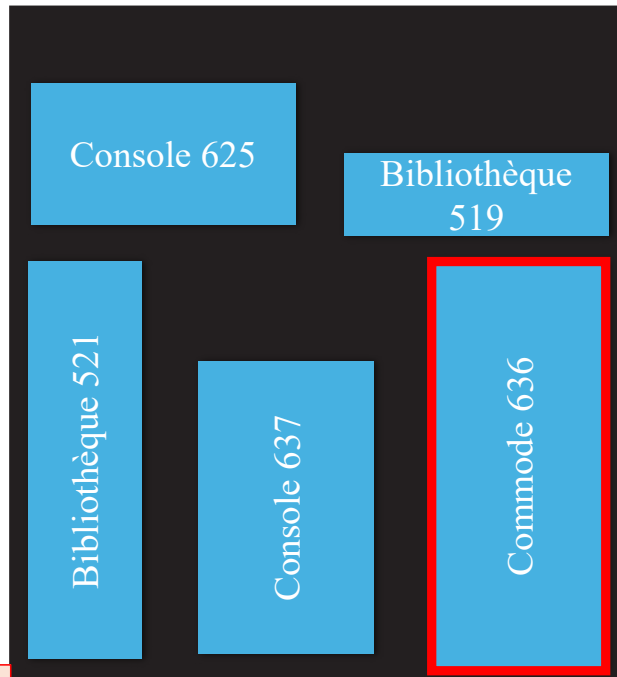 Console 625
Bibliothèque
519
Bibliothèque 521
Console 637
Commode 636